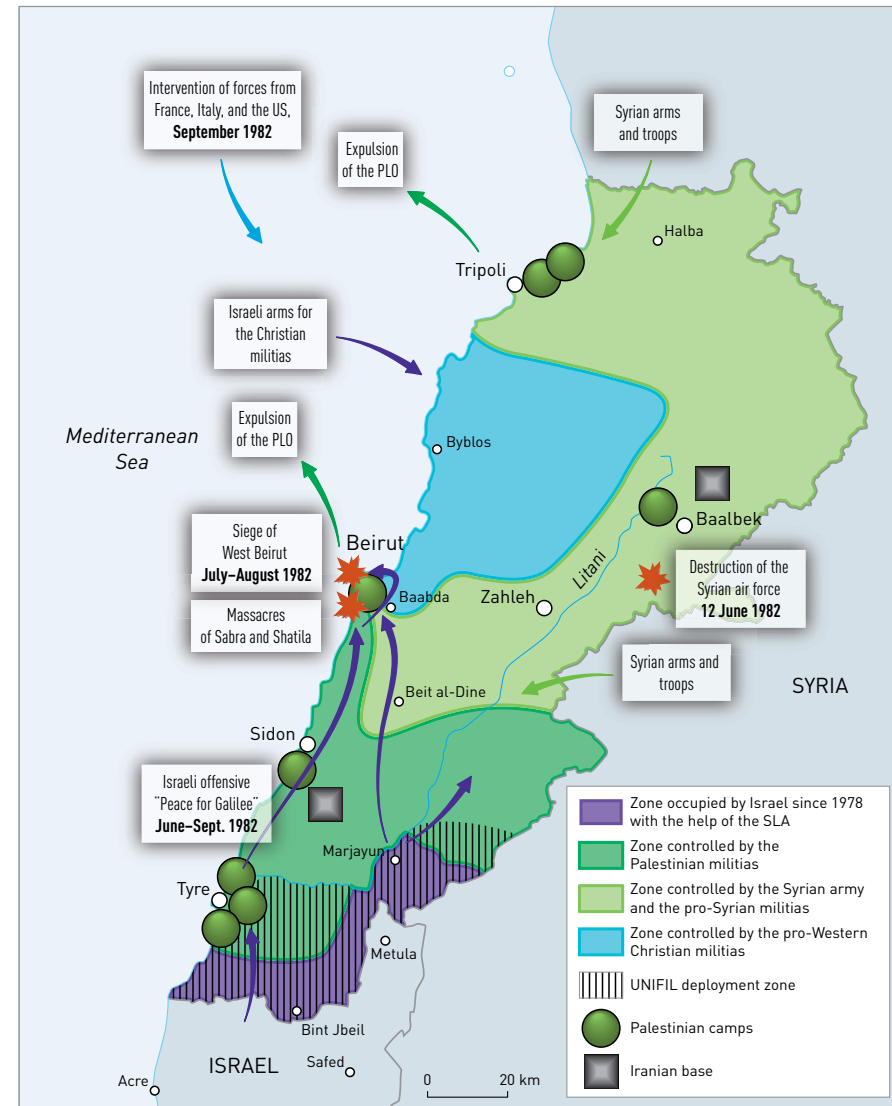 Intervention of forces from
France, Italy, and the US,
September 1982
Syrian arms
and troops
Expulsion
of the PLO
Halba
Tripoli
Israeli arms for
the Christian
militias
Expulsion
of the PLO
Mediterranean
Sea
Byblos
Baalbek
Siege of
West Beirut
July–August 1982
Beirut
Massacres
of Sabra and Shatila
Baabda
Zahleh
Litani
Destruction of the
Syrian air force
12 June 1982
Syrian arms and
troops
SYRIA
Beit al-Dine
Sidon
Israeli offensive
"Peace for Galilee"
June–Sept. 1982
Marjayun
Tyre
Metula
Bint Jbeil
ISRAEL
Safed
Acre
0 20 km
Zone occupied by Israel since 1978
with the help of the SLA
Zone controlled by the
Palestinian militias
Zone controlled by the Syrian army
and the pro-Syrian militias
Zone controlled by the pro-Western
Christian militias
UNIFIL deployment zone
Palestinian camps
Iranian base